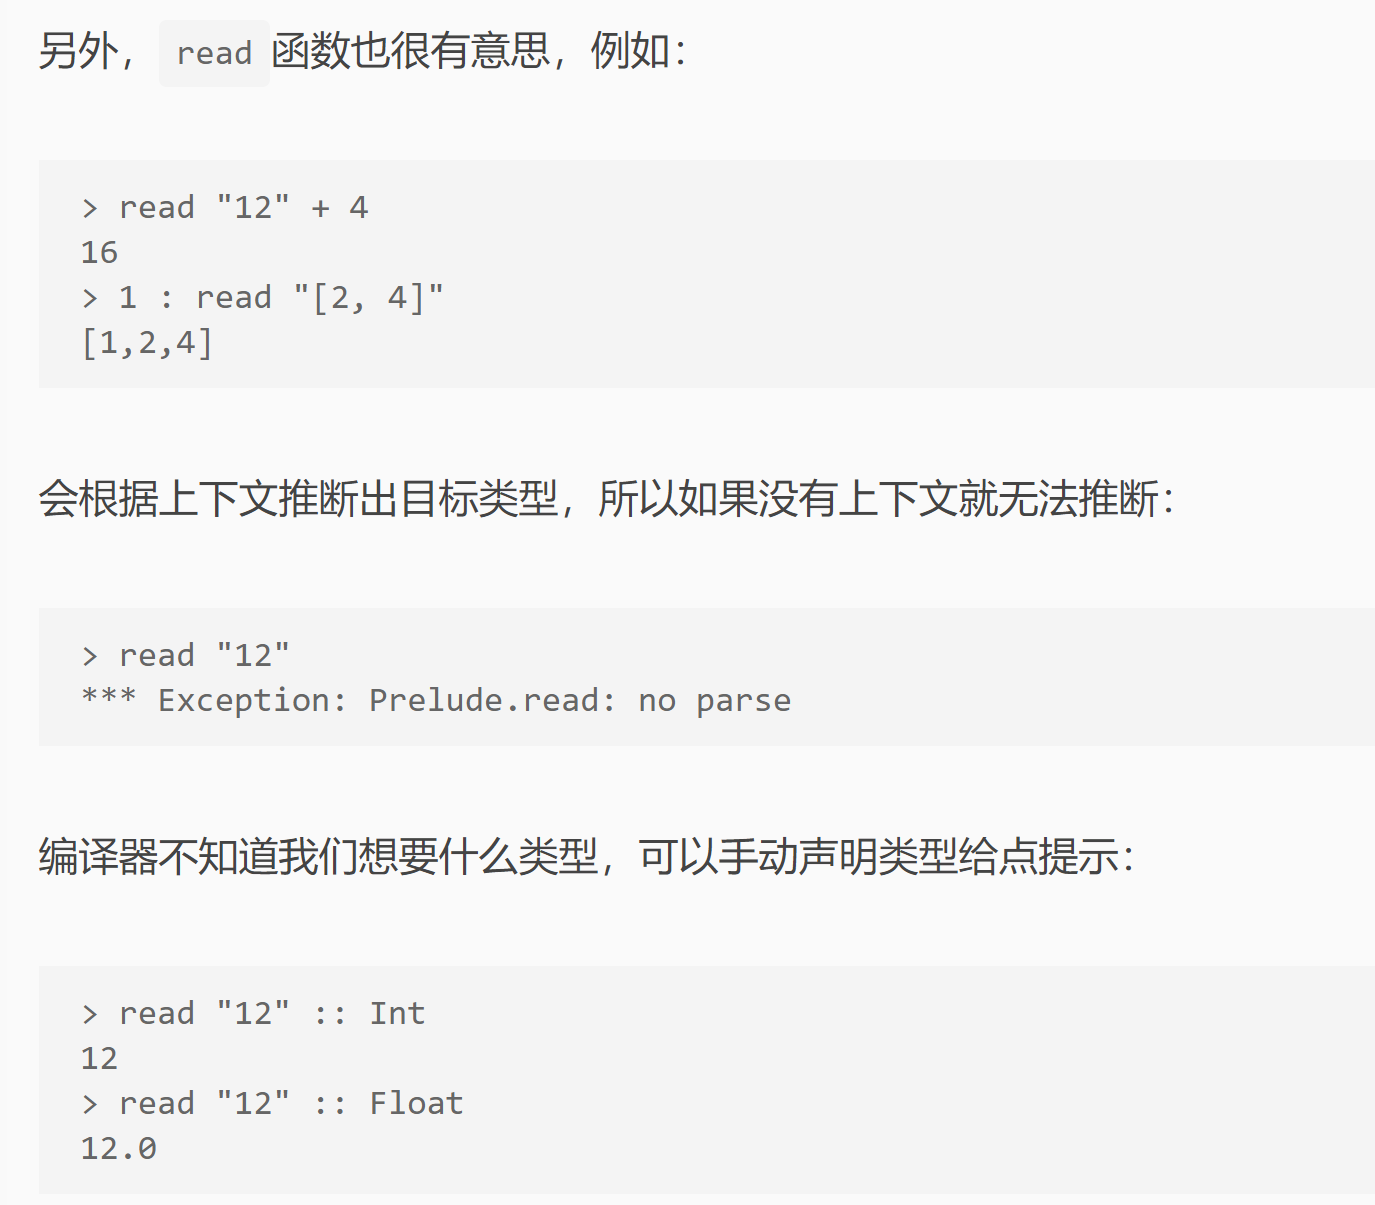 另外，read函数也很有意思，例如：
> read "12" + 4
16
> 1 : read "[2, 4]"
[1,2,4]
会根据上下文推断出目标类型，所以如果没有上下文就无法推断：
> read "12"
*** Exception: Prelude.read: no parse
编译器不知道我们想要什么类型，可以手动声明类型给点提示：
> read "12" :: Int
12
> read "12" :: Float
12.0